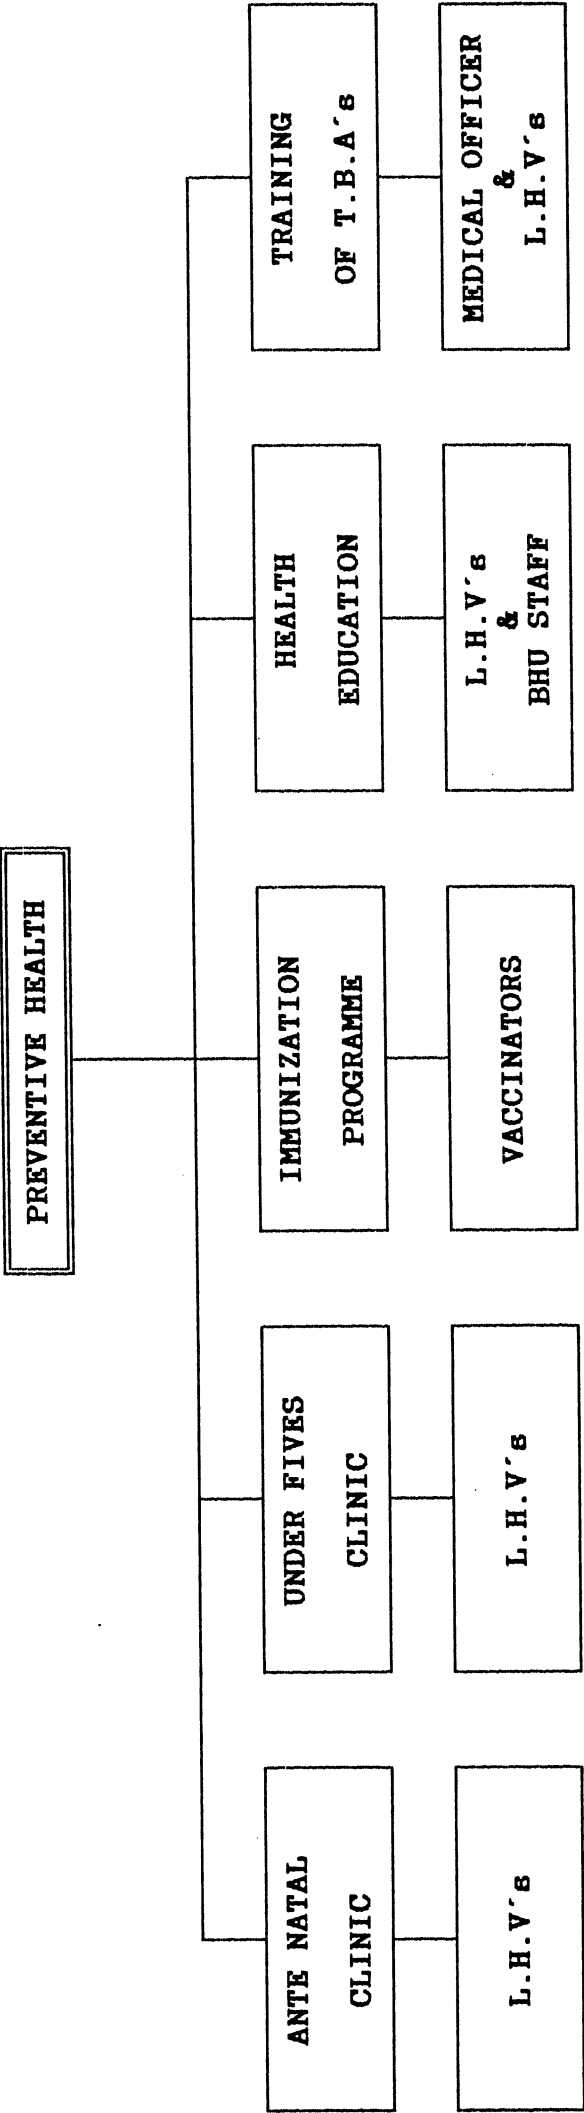 PREVENTIVE HEALTH
ANTE NATAL
CLINIC
UNDER FIVES
CLINIC
IMMUNIZATION
PROGRAMME
HEALTH
EDUCATION
TRAINING
OF T.B.A´s
L.H.V´s
L.H.V´s
VACCINATORS
L.H.V´s
&
BHU STAFF
MEDICAL OFFICER
&
L.H.V´s